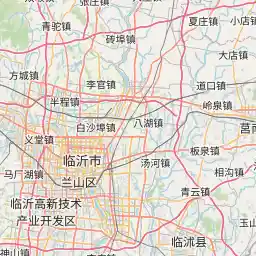 张庄镇
夏庄镇
小店镇
青驼镇
砖埠镇
大店镇
方城镇
李官镇
道口镇
半程镇
岭泉镇
莒南
白沙埠镇
八湖镇
义堂镇
临沂市
汤河镇
板泉镇
马厂湖镇
兰山区
相沟镇
青云镇
临沂高新技术
产业开发区
玉山
临沭县
神山镇